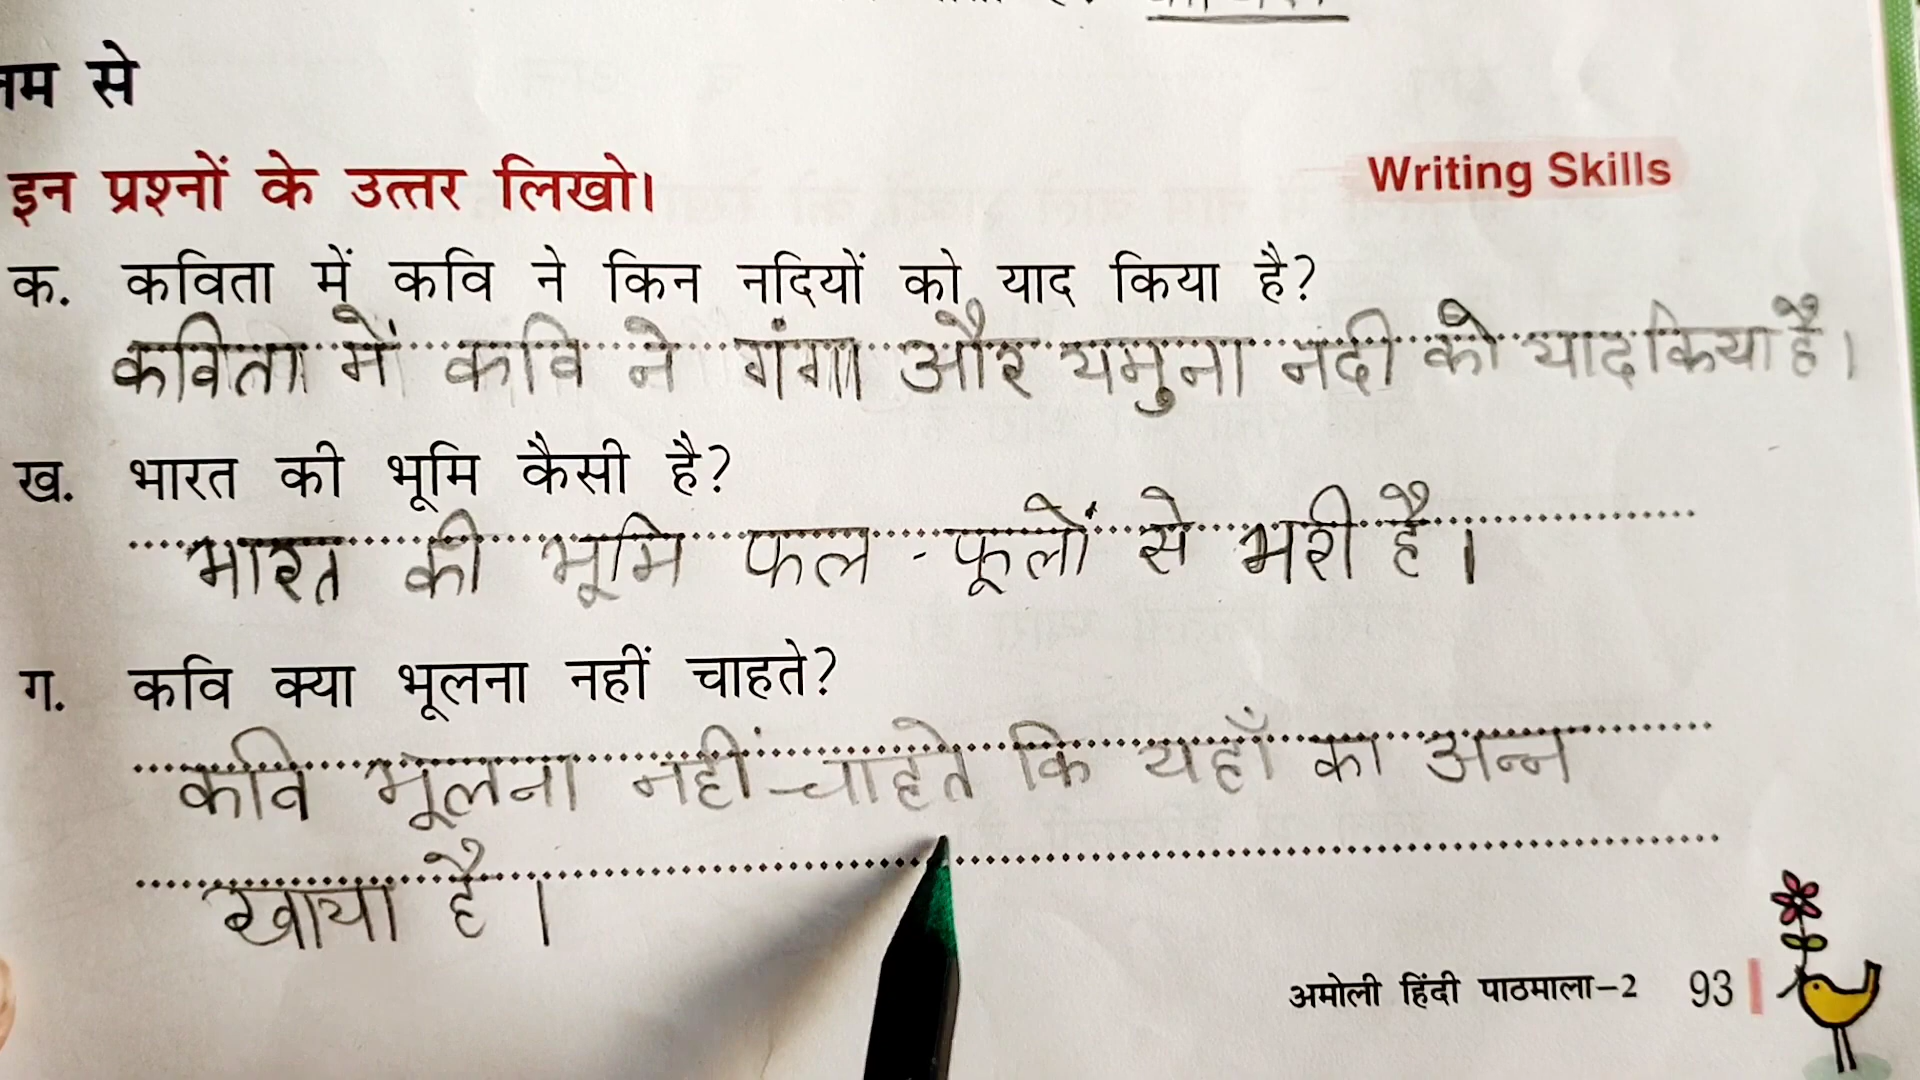 से
इन प्रश्नों के उत्तर लिखो।
Writing Skills
क. कविता में कवि ने किन नदियों को याद किया है?
कविता में कवि ने गंगा और यमुना नदी को याद किया है।
ख. भारत की भूमि कैसी है?
भारत की भूमि फल - फूलों से भरी है।
ग. कवि क्या भूलना नहीं चाहते?
कवि भूलना नहीं चाहते कि यहाँ का अन्न
खाया है।
अमोली हिंदी पाठमाला-2 93